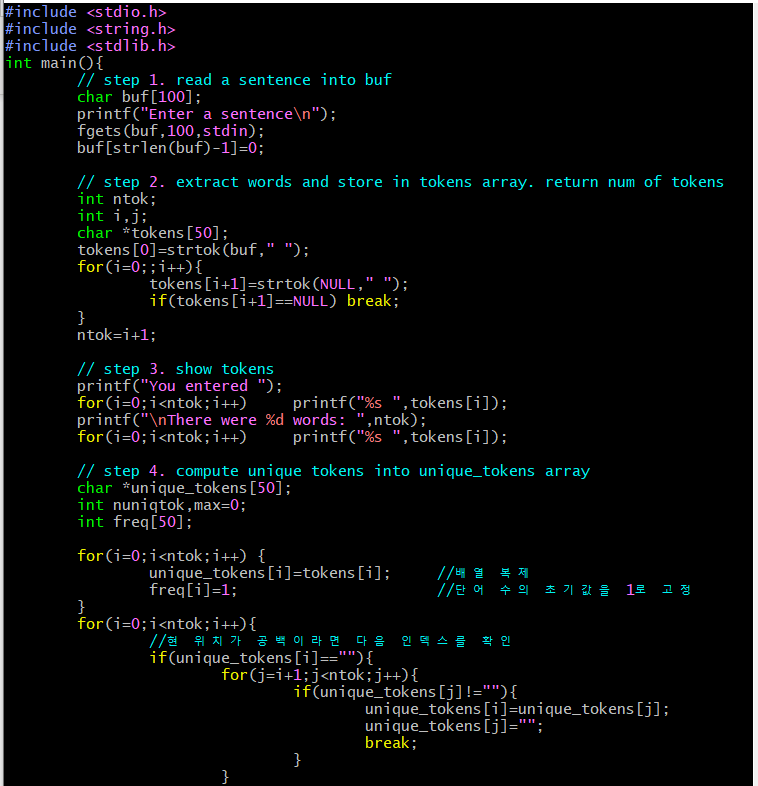 #include <stdio.h>
#include <string.h>
#include <stdlib.h>
int main(){
        // step 1. read a sentence into buf
        char buf[100];
        printf("Enter a sentence\n");
        fgets(buf,100,stdin);
        buf[strlen(buf)-1]=0;

        // step 2. extract words and store in tokens array. return num of tokens
        int ntok;
        int i,j;
        char *tokens[50];
        tokens[0]=strtok(buf," ");
        for(i=0;;i++){
                tokens[i+1]=strtok(NULL," ");
                if(tokens[i+1]==NULL) break;
        }
        ntok=i+1;

        // step 3. show tokens
        printf("You entered ");
        for(i=0;i<ntok;i++)     printf("%s ",tokens[i]);
        printf("\nThere were %d words: ",ntok);
        for(i=0;i<ntok;i++)     printf("%s ",tokens[i]);

        // step 4. compute unique tokens into unique_tokens array
        char *unique_tokens[50];
        int nuniqtok,max=0;
        int freq[50];

        for(i=0;i<ntok;i++) {
                unique_tokens[i]=tokens[i];     //배열 복제
                freq[i]=1;                      //단어 수의 초기값을 1로 고정
        }
        for(i=0;i<ntok;i++){
                //현 위치가 공백이라면 다음 인덱스를 확인
                if(unique_tokens[i]==""){
                        for(j=i+1;j<ntok;j++){
                                if(unique_tokens[j]!=""){
                                        unique_tokens[i]=unique_tokens[j];
                                        unique_tokens[j]="";
                                        break;
                                }
                        }